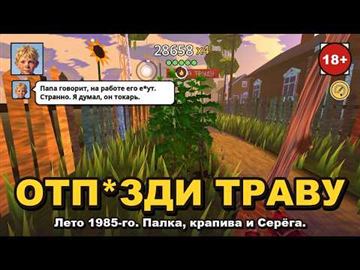 28658 x4
18+
Папа говорит, на работе его е*ут.
Странно. Я думал, он токарь.
ОТП*ЗДИ ТРАВУ
Лето 1985-го. Палка, крапива и Серёга.